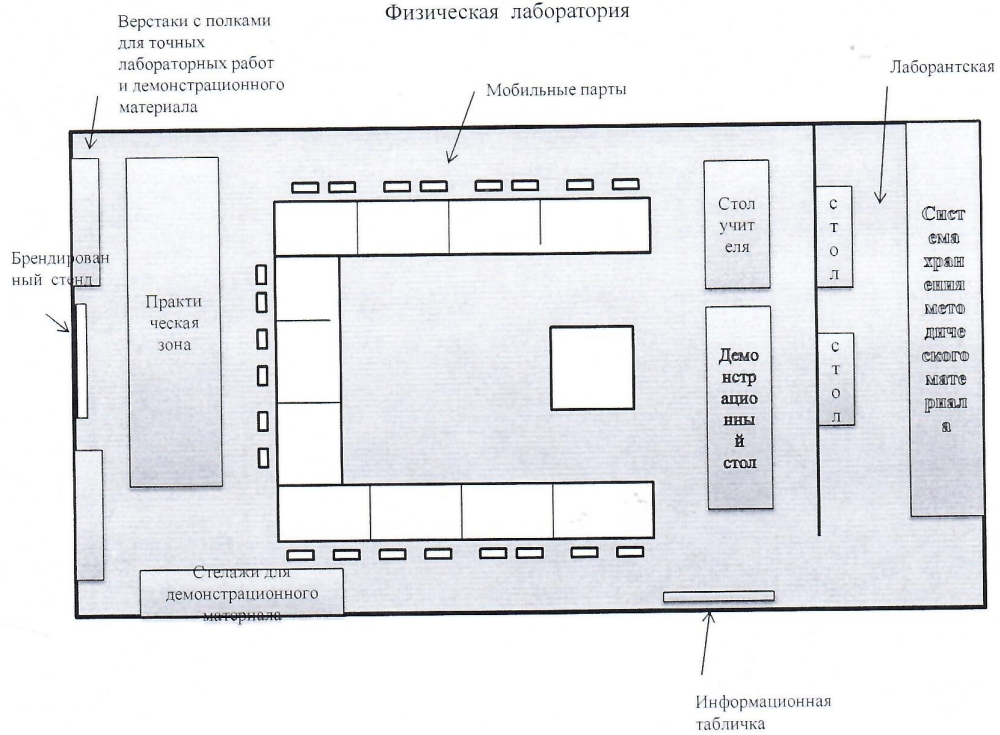 Физическая лаборатория
Верстаки с полками
для точных
лабораторных работ
и демонстрационного
материала
Мобильные парты
Лаборантская
Брендирован
ный стенд
Практи
ческая
зона
Стол
учит
еля
Демо
нстр
ацио
нны
й
стол
С
Т
О
Л
С
Т
О
Л
Сист
ема
хран
ения
мето
диче
ского
мате
риал
а
Стелажи для
демонстрационного
материала
Информационная
табличка